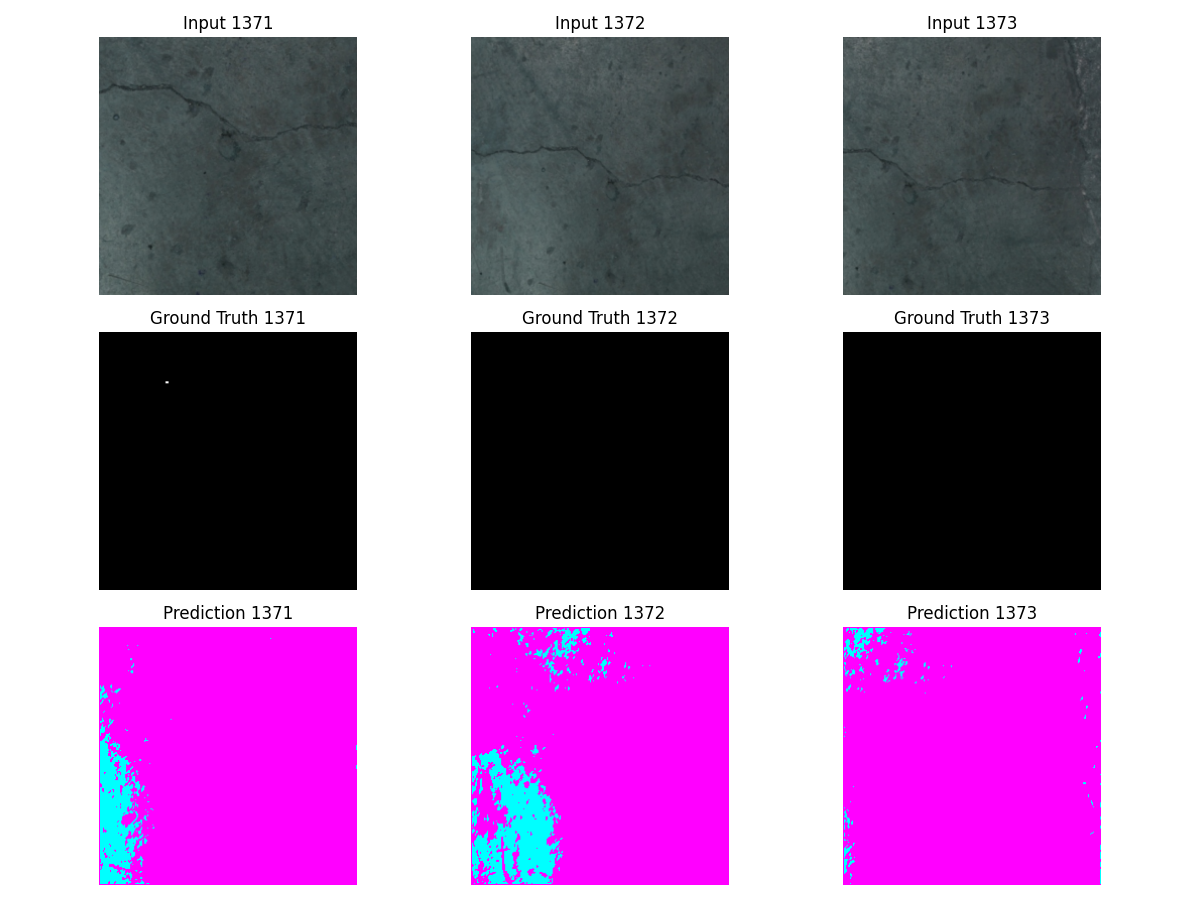 Input 1371
Input 1372
Input 1373
Ground Truth 1371
Ground Truth 1372
Ground Truth 1373
Prediction 1371
Prediction 1372
Prediction 1373